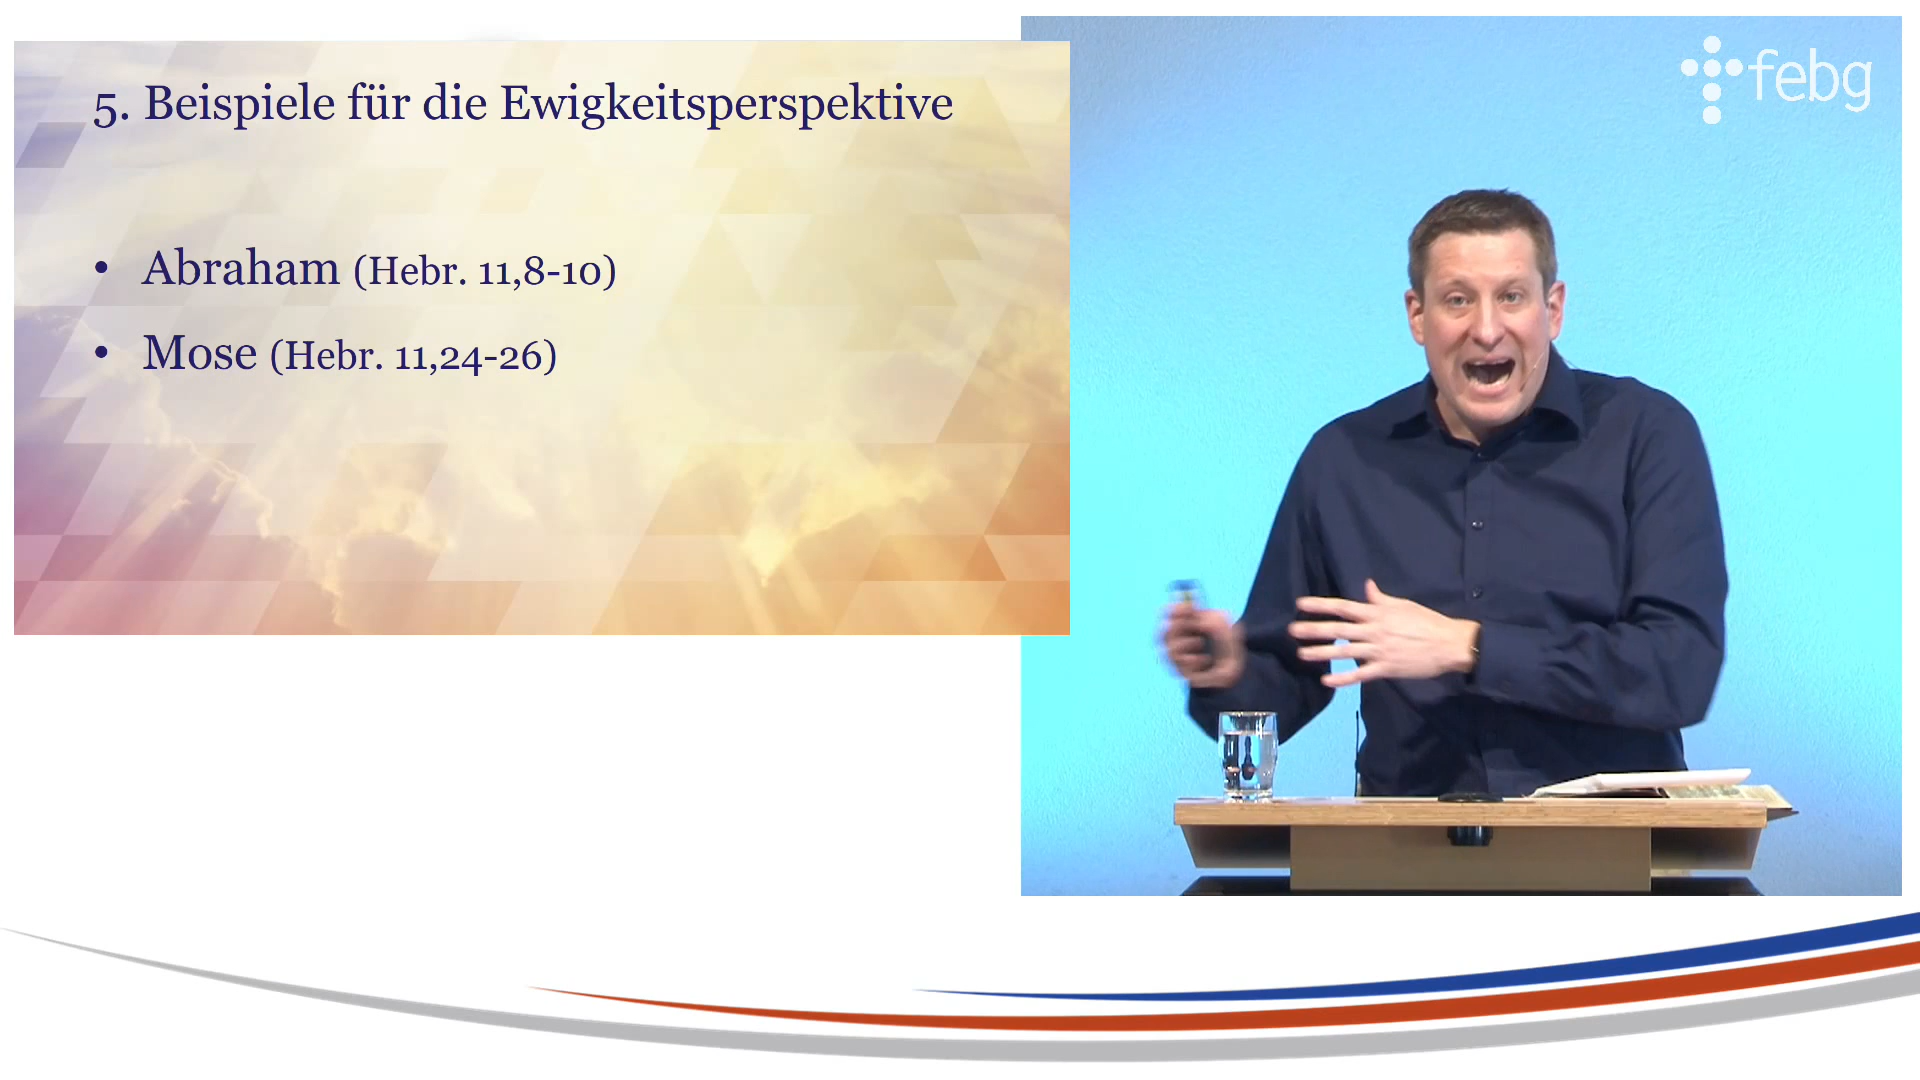 5. Beispiele für die Ewigkeitsperspektive
• Abraham (Hebr. 11,8-10)
• Mose (Hebr. 11,24-26)
febg